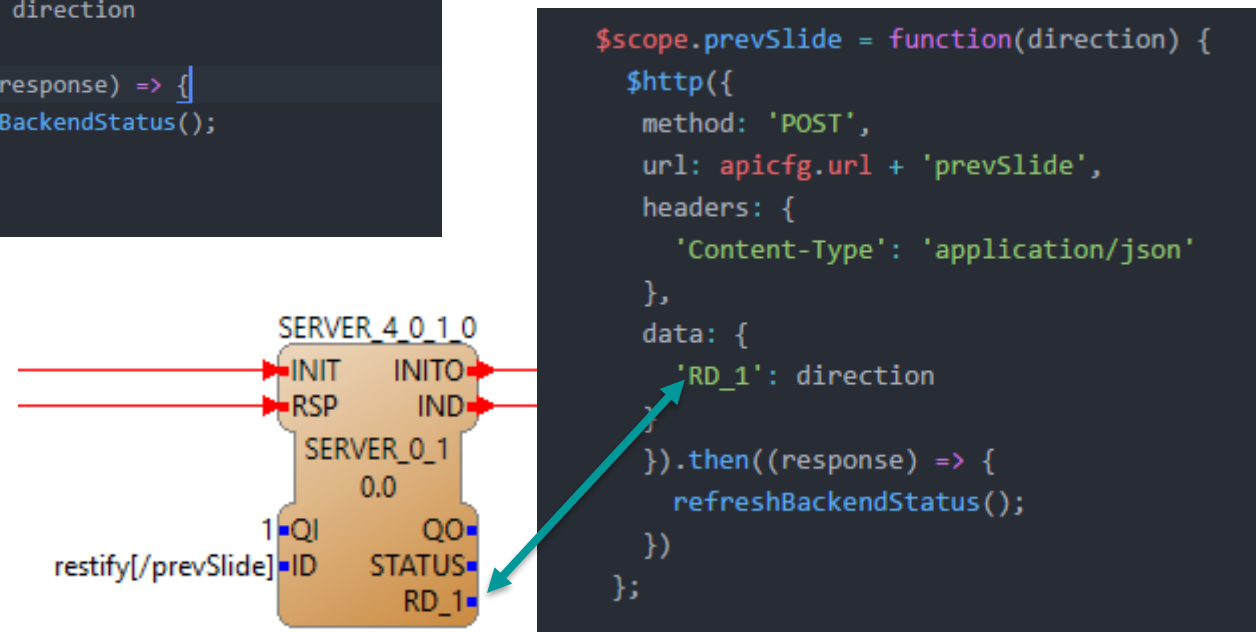 direction
response) => {
BackendStatus();
$scope.prevSlide = function(direction) {
$http({
method: 'POST',
url: apicfg.url + 'prevSlide',
headers: {
'Content-Type': 'application/json'
},
data: {
'RD_1': direction
}
}).then((response) => {
refreshBackendStatus();
})
};
SERVER_4_0_1_0
INIT INITO
RSP IND
SERVER_0_1
0.0
1 QI QO
restify[/prevSlide] ID STATUS
RD_1